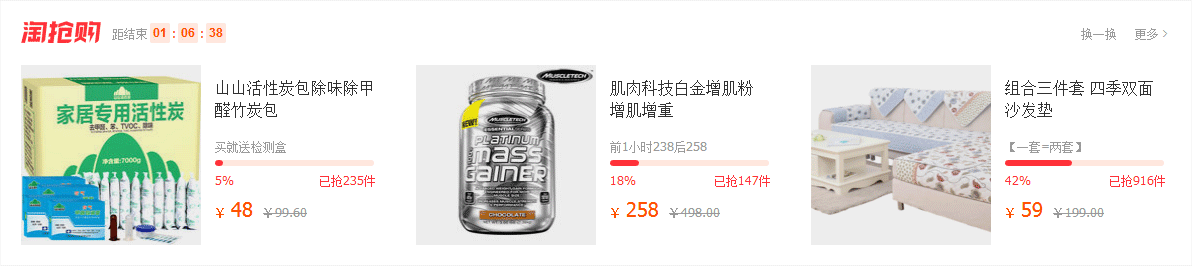 淘抢购
距结束 01 : 06 : 38
换一换 更多 >
家居专用活性炭
去甲醛、苯、TVOC、异味
净含量:7000g
山山活性炭包除味除甲
醛竹炭包
买就送检测盒
5% 已抢235件
¥ 48 ¥99.60
MUSCLETECH
MUSCLETECH
ESSENTIAL SERIES
PLATINUM
100% MASS
GAINER
CHOCOLATE
肌肉科技白金增肌粉
增肌增重
前1小时238后258
18% 已抢147件
¥ 258 ¥498.00
组合三件套 四季双面
沙发垫
【一套=两套】
42% 已抢916件
¥ 59 ¥199.00